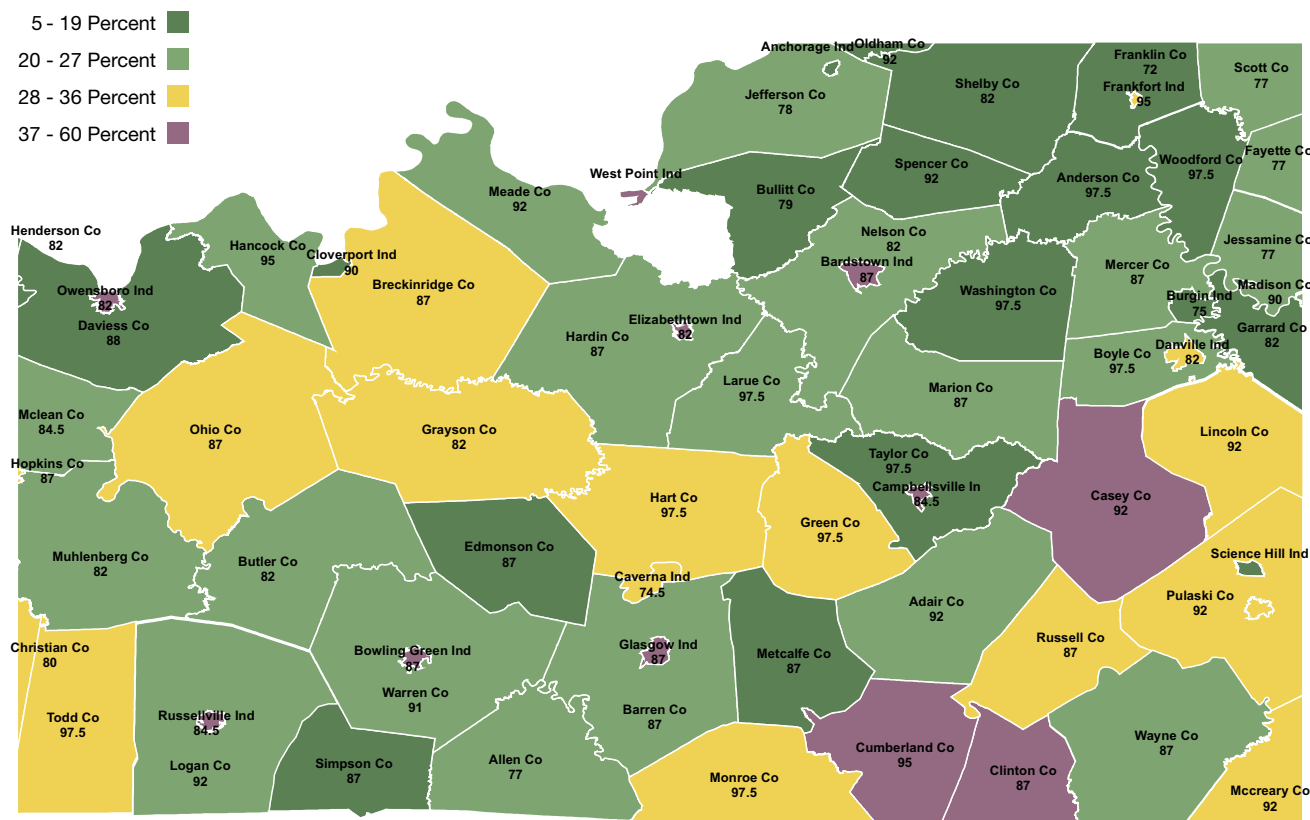 5 - 19 Percent
20 - 27 Percent
28 - 36 Percent
37 - 60 Percent
Anchorage Ind
Oldham Co
92
Franklin Co
72
Scott Co
77
Shelby Co
82
Frankfort Ind
95
Jefferson Co
78
Fayette Co
77
Woodford Co
97.5
Spencer Co
92
West Point Ind
Anderson Co
97.5
Meade Co
92
Bullitt Co
79
Henderson Co
82
Nelson Co
82
Jessamine Co
77
Hancock Co
95
Cloverport Ind
90
Bardstown Ind
87
Mercer Co
87
Breckinridge Co
87
Owensboro Ind
82
Washington Co
97.5
Madison Co
90
Burgin Ind
75
Elizabethtown Ind
82
Daviess Co
88
Garrard Co
82
Hardin Co
87
Danville Ind
82
Boyle Co
97.5
Larue Co
97.5
Marion Co
87
Mclean Co
84.5
Ohio Co
87
Grayson Co
82
Lincoln Co
92
Taylor Co
97.5
Hopkins Co
87
Campbellsville In
84.5
Hart Co
97.5
Casey Co
92
Green Co
97.5
Edmonson Co
87
Science Hill Ind
Muhlenberg Co
82
Butler Co
82
Caverna Ind
74.5
Pulaski Co
92
Adair Co
92
Russell Co
87
Christian Co
80
Glasgow Ind
87
Bowling Green Ind
87
Metcalfe Co
87
Warren Co
91
Barren Co
87
Todd Co
97.5
Russellville Ind
84.5
Wayne Co
87
Cumberland Co
95
Allen Co
77
Simpson Co
87
Logan Co
92
Clinton Co
87
Monroe Co
97.5
Mccreary Co
92